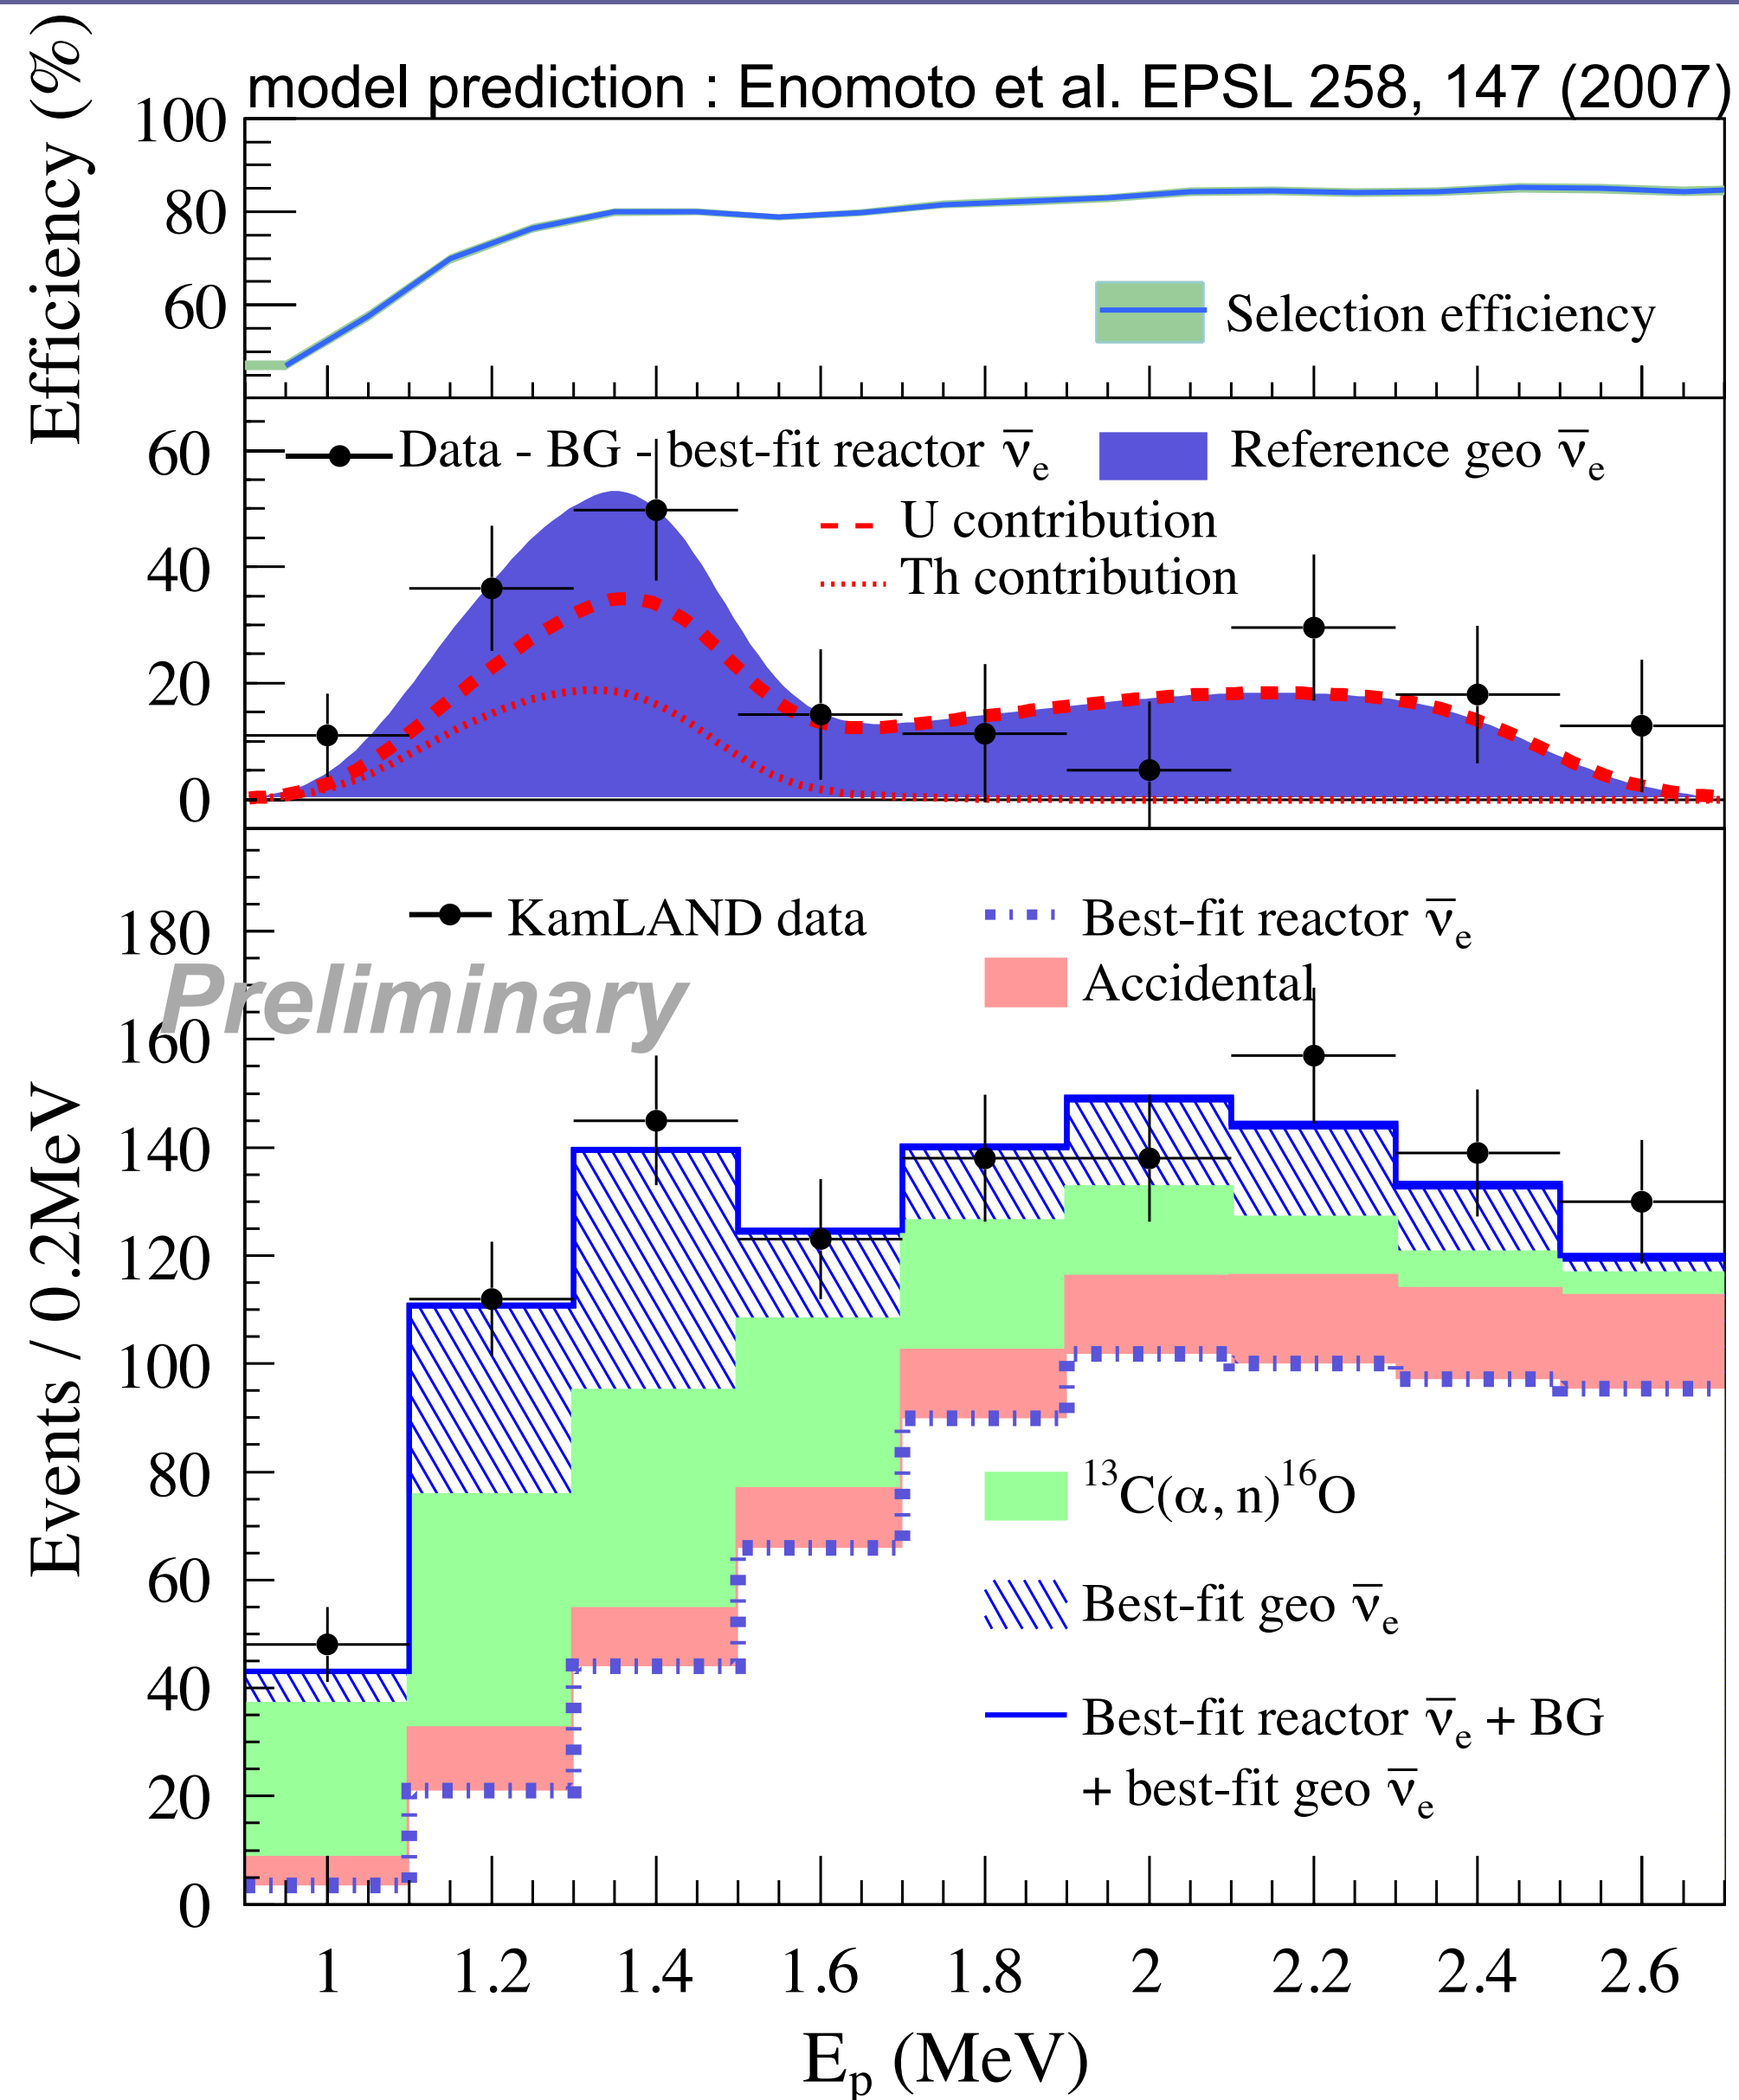 model prediction : Enomoto et al. EPSL 258, 147 (2007)
Efficiency (%)
100
80
60
Selection efficiency
60
40
20
0
Data - BG - best-fit reactor ν̅e
Reference geo ν̅e
U contribution
Th contribution
Events / 0.2MeV
180
160
140
120
100
80
60
40
20
0
KamLAND data
Best-fit reactor ν̅e
Accidental
Preliminary
13C(α, n)16O
Best-fit geo ν̅e
Best-fit reactor ν̅e + BG
+ best-fit geo ν̅e
1 1.2 1.4 1.6 1.8 2 2.2 2.4 2.6
Ep (MeV)